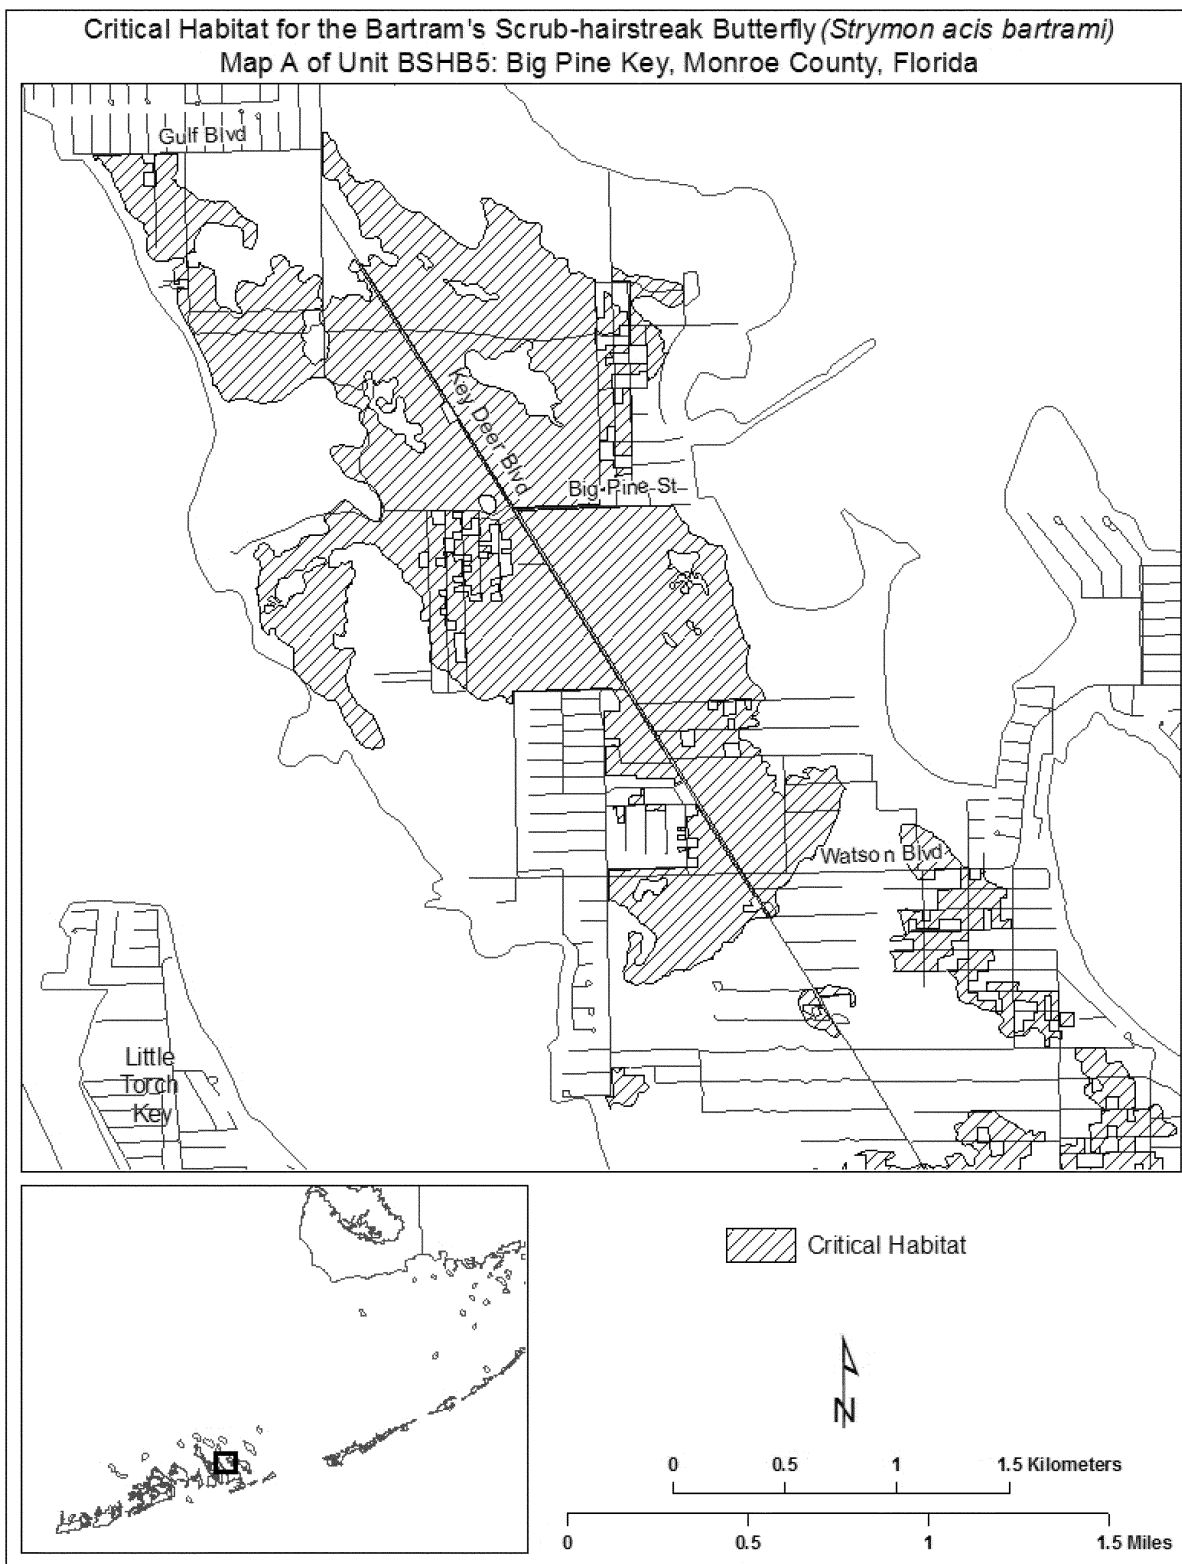 Critical Habitat for the Bartram's Scrub-hairstreak Butterfly (Strymon acis bartrami)
Map A of Unit BSHB5: Big Pine Key, Monroe County, Florida
Gulf Blvd
Key Deer Blvd
Big Pine St
Watson Blvd
Little
Torch
Key
Critical Habitat
N
0 0.5 1 1.5 Kilometers
0 0.5 1 1.5 Miles